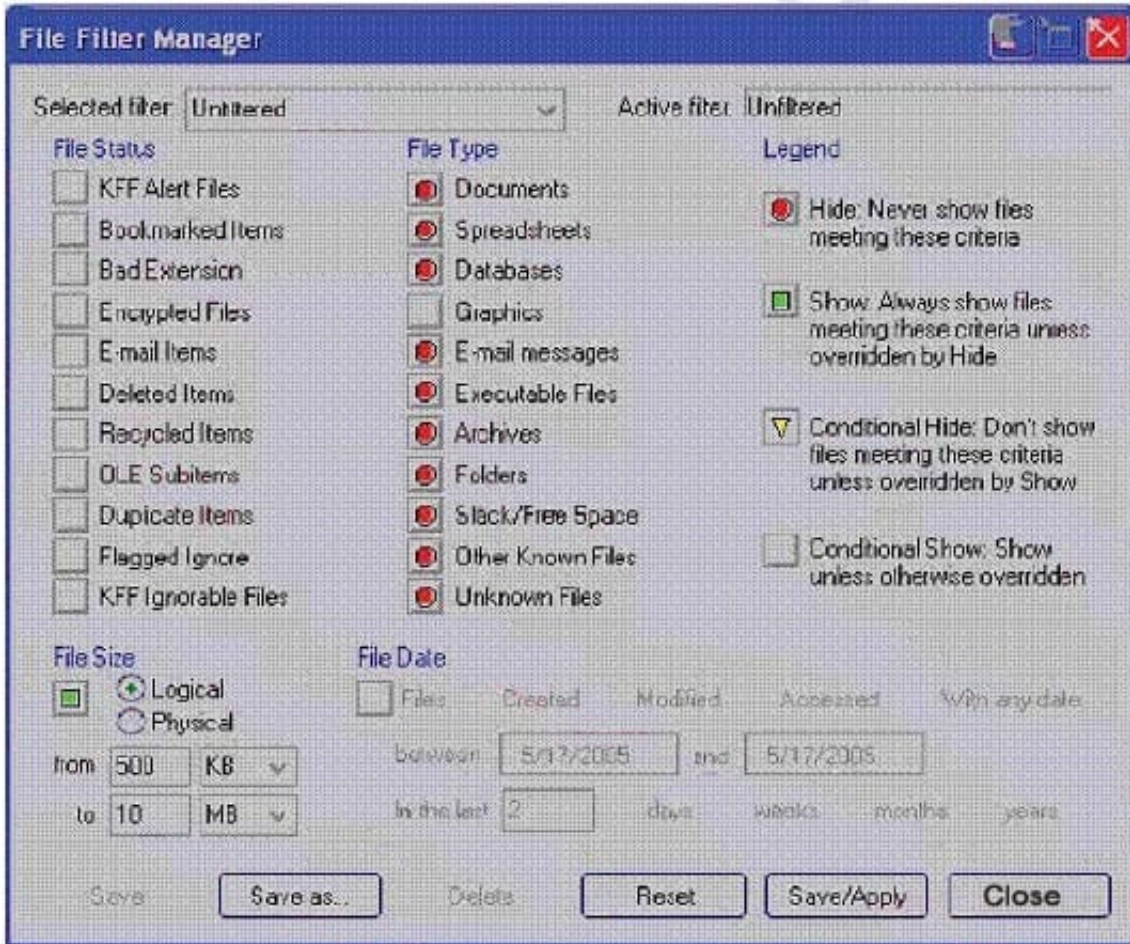 File Filter Manager
Selected filter: Unfiltered
Active filter: Unfiltered
File Status
KFF Alert Files
Bookmarked Items
Bad Extension
Encrypted Files
E-mail Items
Deleted Items
Recycled Items
OLE Subitems
Duplicate Items
Flagged Ignore
KFF Ignorable Files
File Type
Documents
Spreadsheets
Databases
Graphics
E-mail messages
Executable Files
Archives
Folders
Slack/Free Space
Other Known Files
Unknown Files
Legend
Hide: Never show files
meeting these criteria
Show: Always show files
meeting these criteria unless
overridden by Hide
Conditional Hide: Don't show
files meeting these criteria
unless overridden by Show
Conditional Show: Show
unless otherwise overridden
File Size
Logical
Physical
from 500 KB
to 10 MB
File Date
Files Created Modified Accessed With any date
between 5/17/2005 and 5/17/2005
In the last 2 days weeks months years
Save Save as... Delete Reset Save/Apply Close